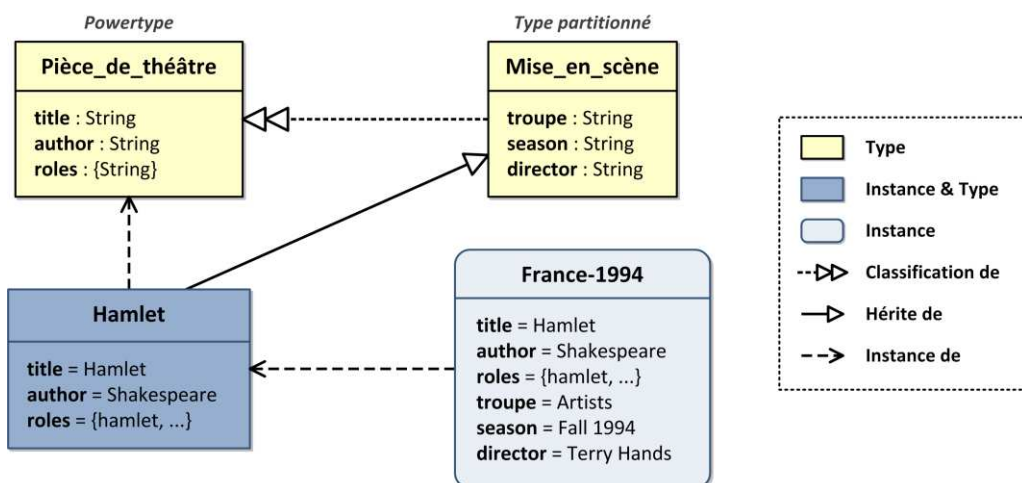 Powertype
Type partitionné
Pièce_de_théâtre
title : String
author : String
roles : {String}
Mise_en_scène
troupe : String
season : String
director : String
Hamlet
title = Hamlet
author = Shakespeare
roles = {hamlet, ...}
France-1994
title = Hamlet
author = Shakespeare
roles = {hamlet, ...}
troupe = Artists
season = Fall 1994
director = Terry Hands
Type
Instance & Type
Instance
Classification de
Hérite de
Instance de